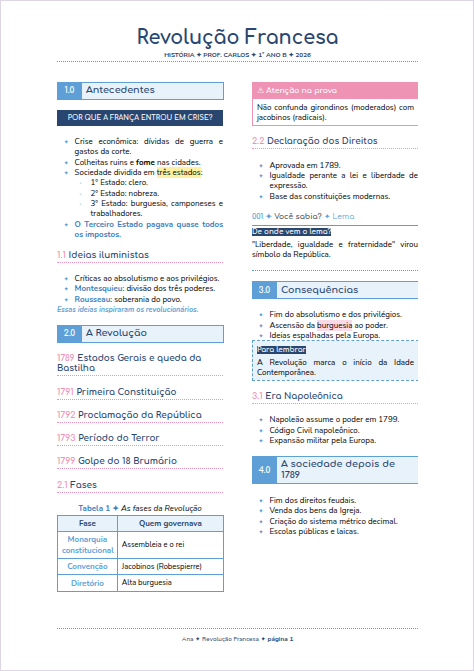 Revolução Francesa
HISTÓRIA ✦ PROF. CARLOS ✦ 1° ANO B ✦ 2026
1.0 Antecedentes
POR QUE A FRANÇA ENTROU EM CRISE?
✦ Crise econômica: dívidas de guerra e
gastos da corte.
✦ Colheitas ruins e fome nas cidades.
✦ Sociedade dividida em três estados:
· 1° Estado: clero.
· 2° Estado: nobreza.
· 3° Estado: burguesia, camponeses e
trabalhadores.
✦ O Terceiro Estado pagava quase todos
os impostos.
1.1 Ideias iluministas
✦ Críticas ao absolutismo e aos privilégios.
✦ Montesquieu: divisão dos três poderes.
✦ Rousseau: soberania do povo.
Essas ideias inspiraram os revolucionários.
2.0 A Revolução
1789 Estados Gerais e queda da
Bastilha
1791 Primeira Constituição
1792 Proclamação da República
1793 Período do Terror
1799 Golpe do 18 Brumário
2.1 Fases
Tabela 1 ✦ As fases da Revolução
Fase Quem governava
Monarquia
constitucional Assembleia e o rei
Convenção Jacobinos (Robespierre)
Diretório Alta burguesia
⚠ Atenção na prova
Não confunda girondinos (moderados) com
jacobinos (radicais).
2.2 Declaração dos Direitos
✦ Aprovada em 1789.
✦ Igualdade perante a lei e liberdade de
expressão.
✦ Base das constituições modernas.
001 ✦ Você sabia? ✦ Lema
De onde vem o lema?
"Liberdade, igualdade e fraternidade" virou
símbolo da República.
3.0 Consequências
✦ Fim do absolutismo e dos privilégios.
✦ Ascensão da burguesia ao poder.
✦ Ideias espalhadas pela Europa.
Para lembrar
A Revolução marca o início da Idade
Contemporânea.
3.1 Era Napoleônica
✦ Napoleão assume o poder em 1799.
✦ Código Civil napoleônico.
✦ Expansão militar pela Europa.
4.0 A sociedade depois de
1789
✦ Fim dos direitos feudais.
✦ Venda dos bens da Igreja.
✦ Criação do sistema métrico decimal.
✦ Escolas públicas e laicas.
Ana ✦ Revolução Francesa ✦ página 1